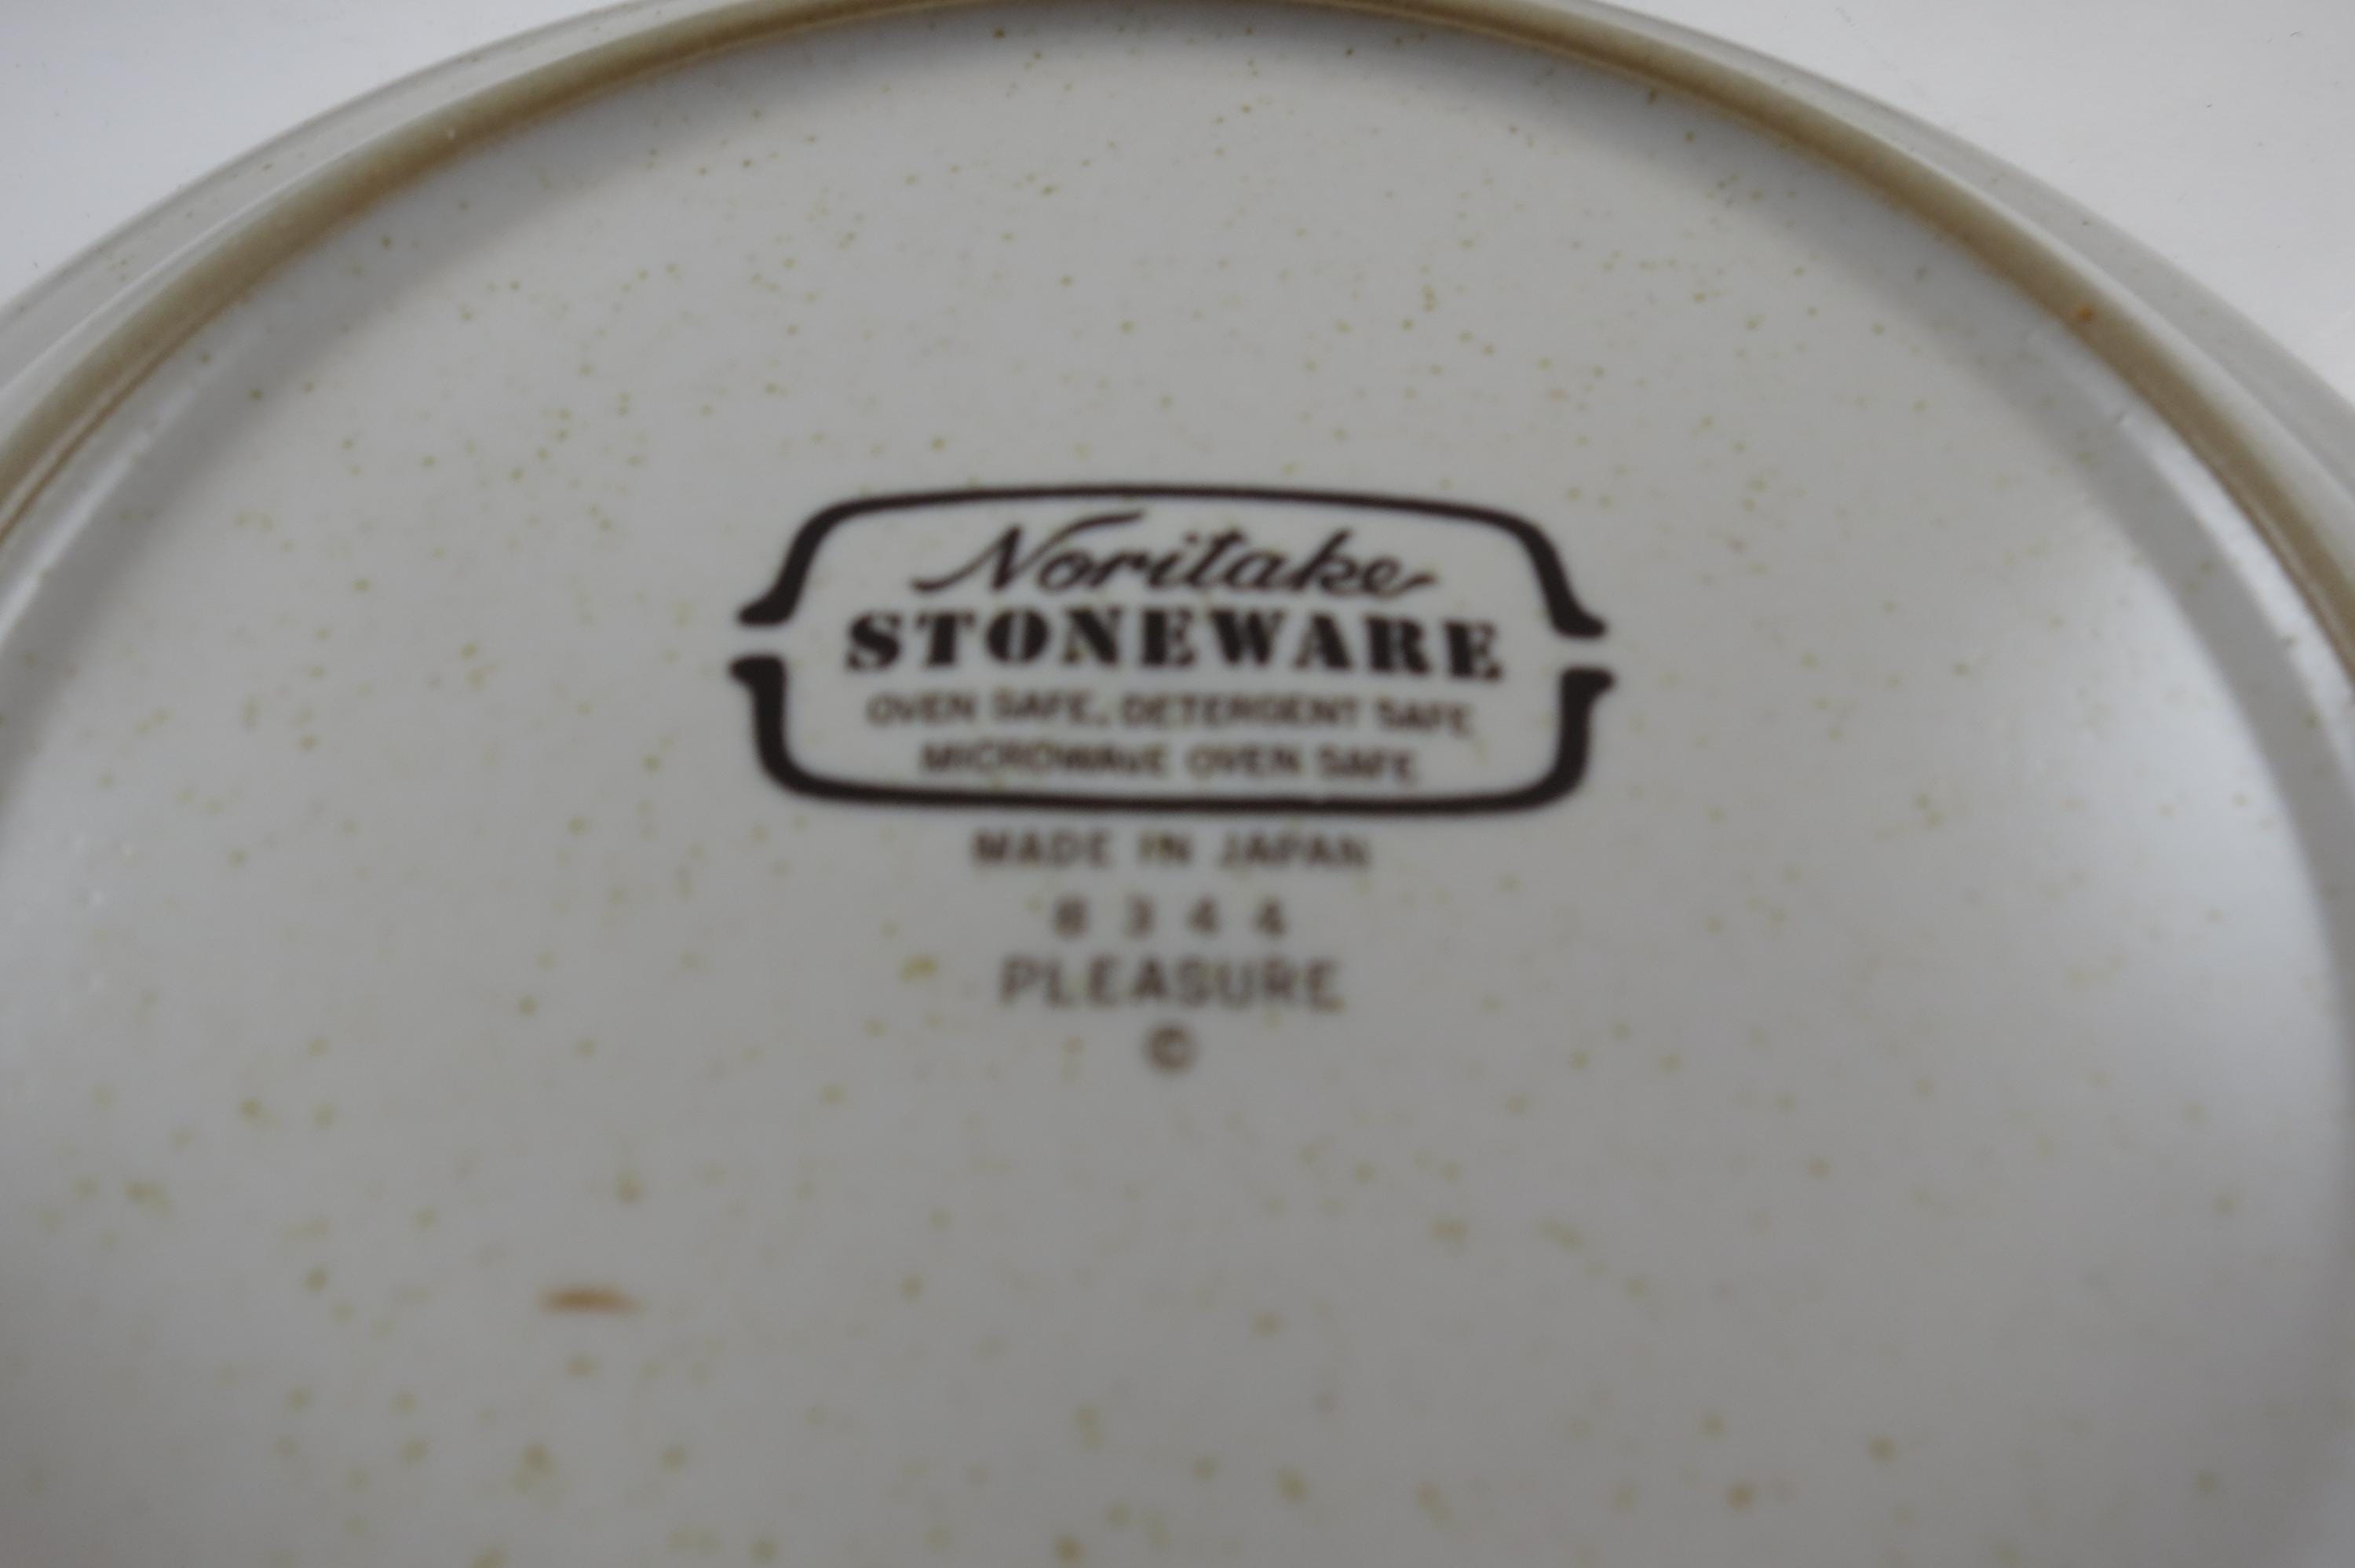 Noritake
STONEWARE
OVEN SAFE, DETERGENT SAFE
MICROWAVE OVEN SAFE
MADE IN JAPAN
8344
PLEASURE
©